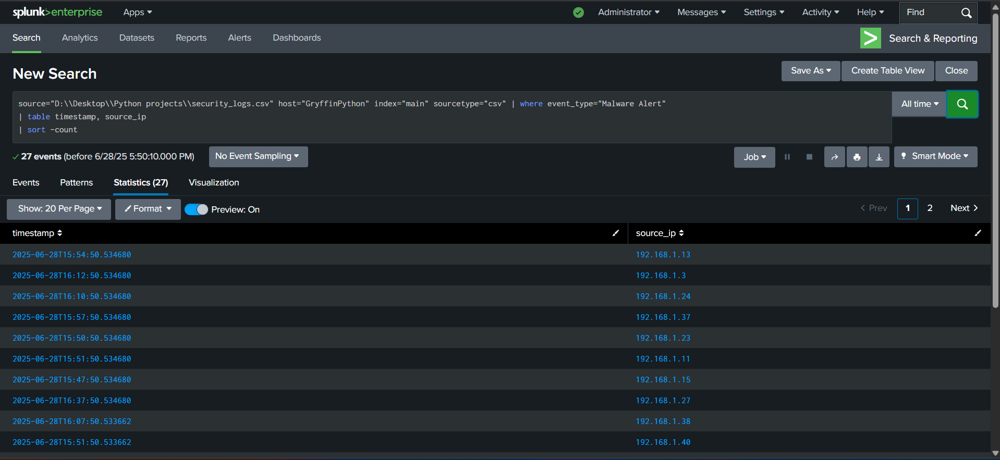 splunk>enterprise Apps Administrator Messages Settings Activity Help Find
Search Analytics Datasets Reports Alerts Dashboards Search & Reporting
New Search Save As Create Table View Close
source="D:\\Desktop\\Python projects\\security_logs.csv" host="GryffinPython" index="main" sourcetype="csv" | where event_type="Malware Alert"
| table timestamp, source_ip
| sort -count
All time
27 events (before 6/28/25 5:50:10.000 PM) No Event Sampling Job Smart Mode
Events Patterns Statistics (27) Visualization
Show: 20 Per Page Format Preview: On Prev 1 2 Next
timestamp source_ip
2025-06-28T15:54:50.534680 192.168.1.13
2025-06-28T16:12:50.534680 192.168.1.3
2025-06-28T16:10:50.534680 192.168.1.24
2025-06-28T15:57:50.534680 192.168.1.37
2025-06-28T15:50:50.534680 192.168.1.23
2025-06-28T15:51:50.534680 192.168.1.11
2025-06-28T15:47:50.534680 192.168.1.15
2025-06-28T16:37:50.534680 192.168.1.27
2025-06-28T16:07:50.533662 192.168.1.38
2025-06-28T15:51:50.533662 192.168.1.40